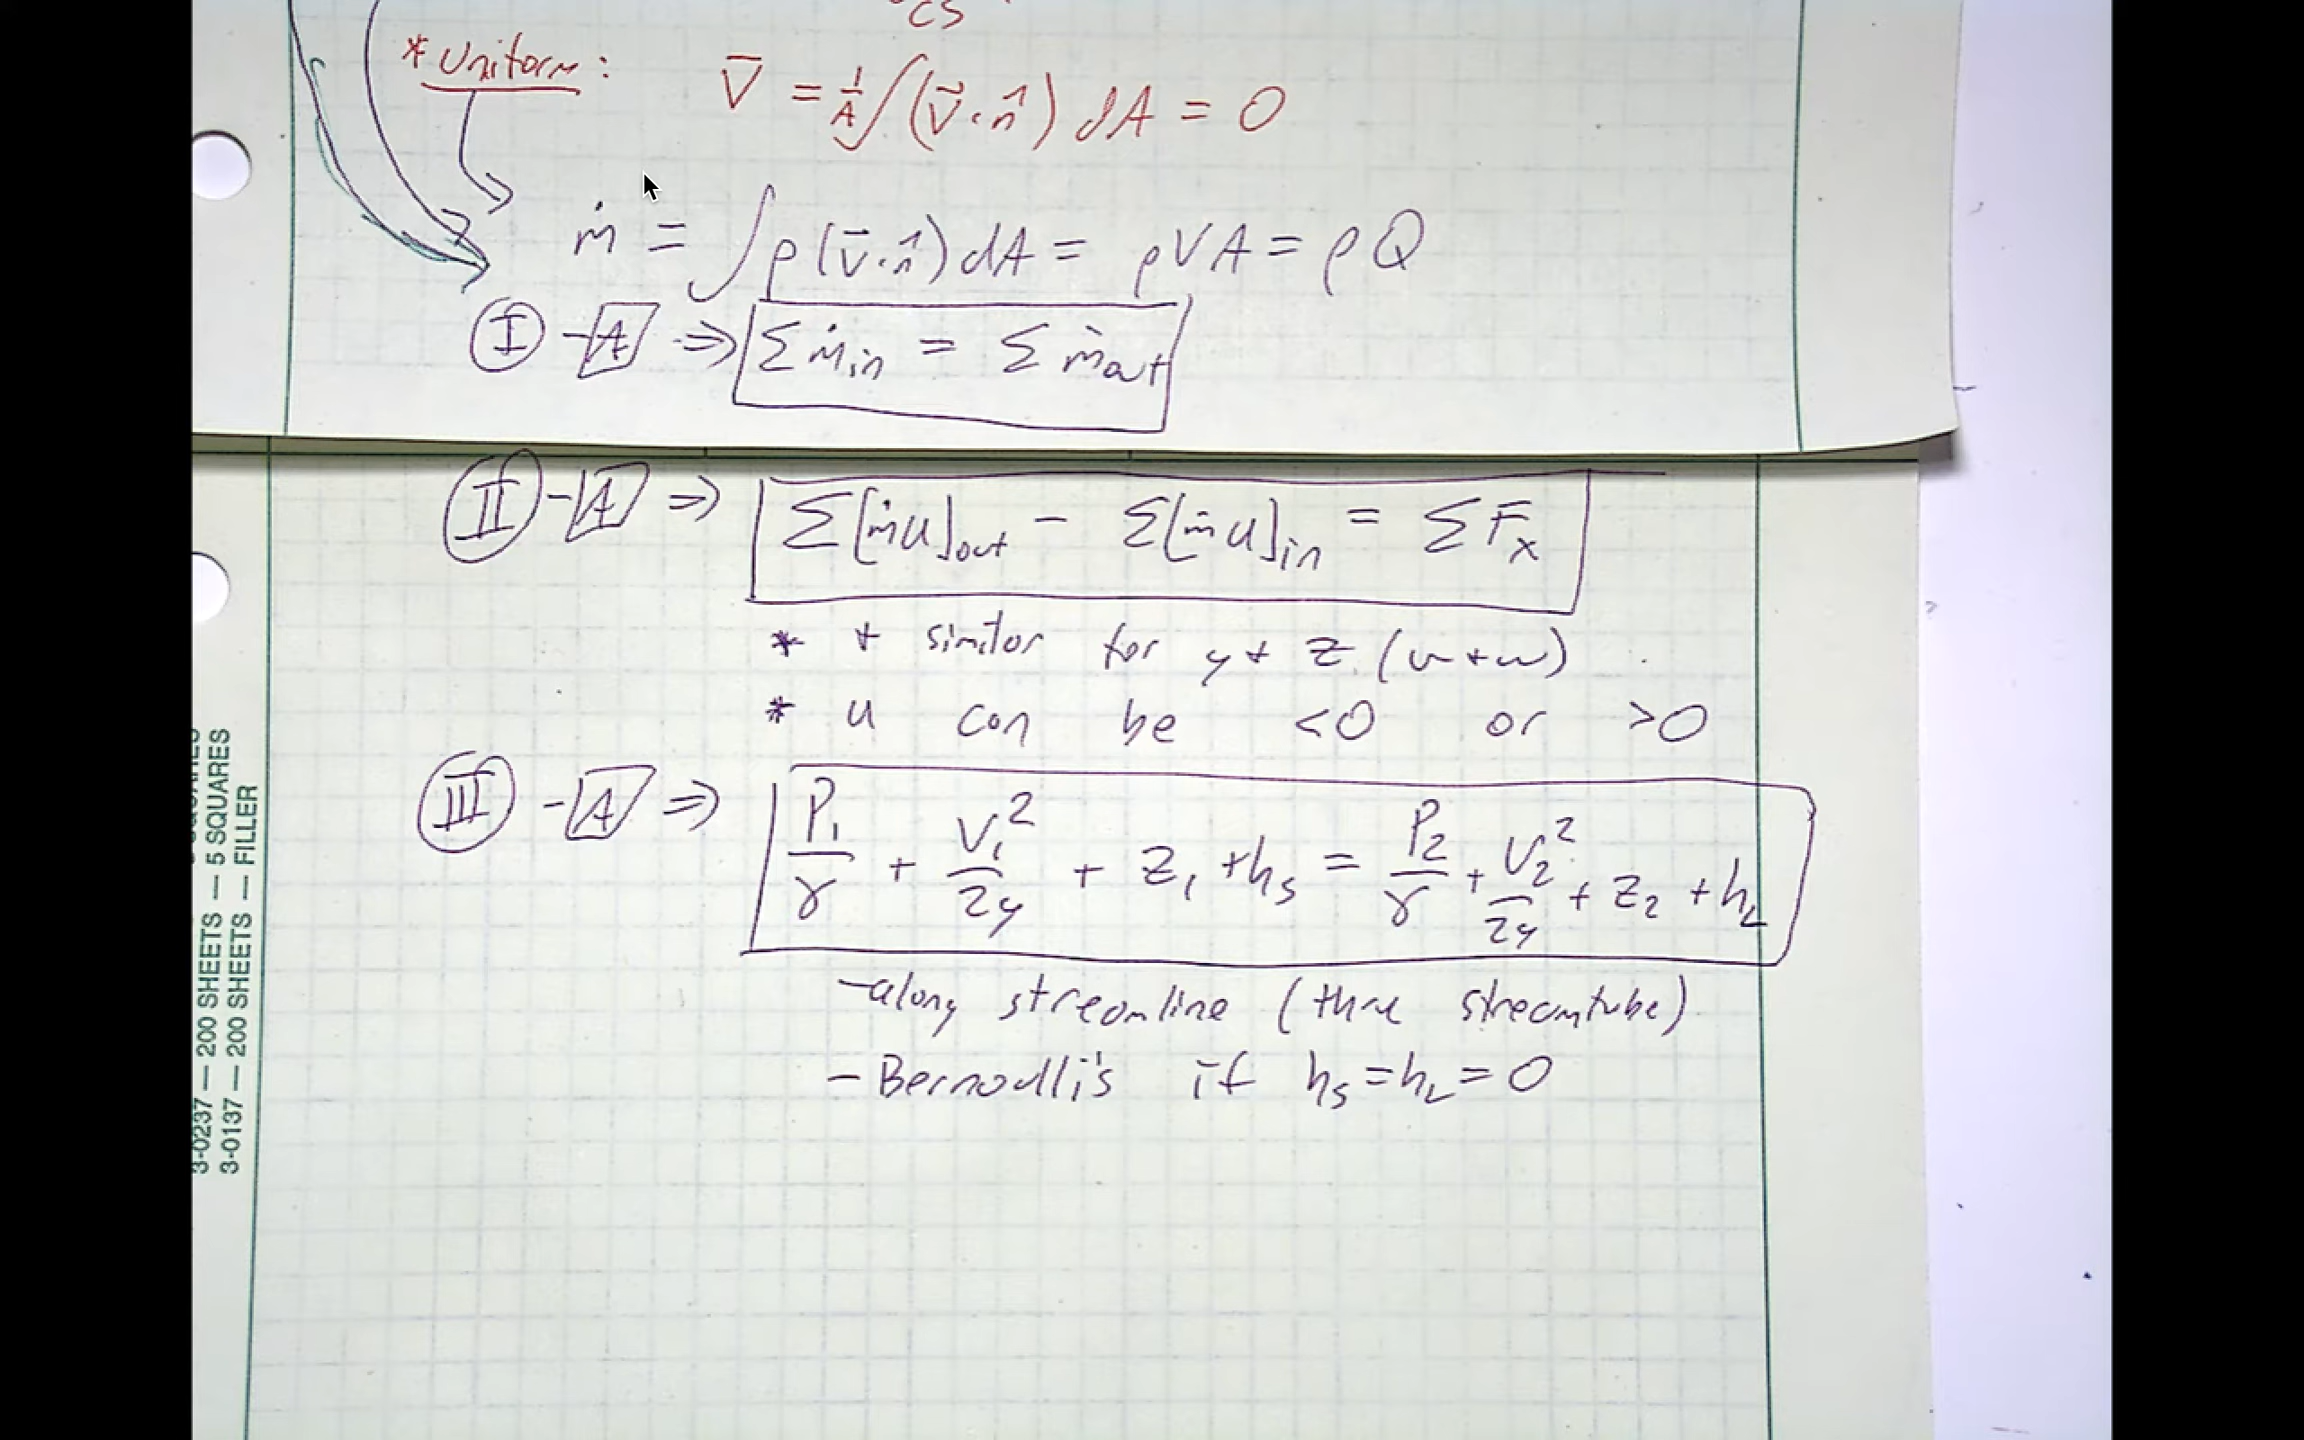 CS
* Uniform: V̄ = 1/A ∫(V⃗·n̂) dA = 0
ṁ = ∫ρ(V̄·n̂)dA = ρVA = ρQ
I - A ⇒ Σṁin = Σṁout
II - A ⇒ Σ[ṁu]out - Σ[ṁu]in = ΣFx
* + similar for y + z (v+w)
* u can be <0 or >0
III - A ⇒ P₁/γ + V₁²/2g + z₁ + hs = P₂/γ + V₂²/2g + z₂ + hL
- along streamline (thru streamtube)
- Bernoulli's if hs = hL = 0
3-0237 — 200 SHEETS — 5 SQUARES
3-0137 — 200 SHEETS — FILLER